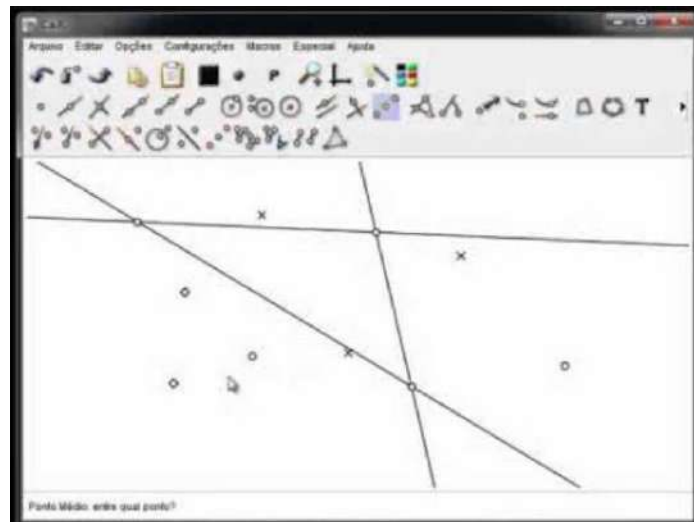 C.a.R.
Arquivo Editar Opções Configurações Macros Especial Ajuda
P
T
Ponto Médio: entre qual ponto?